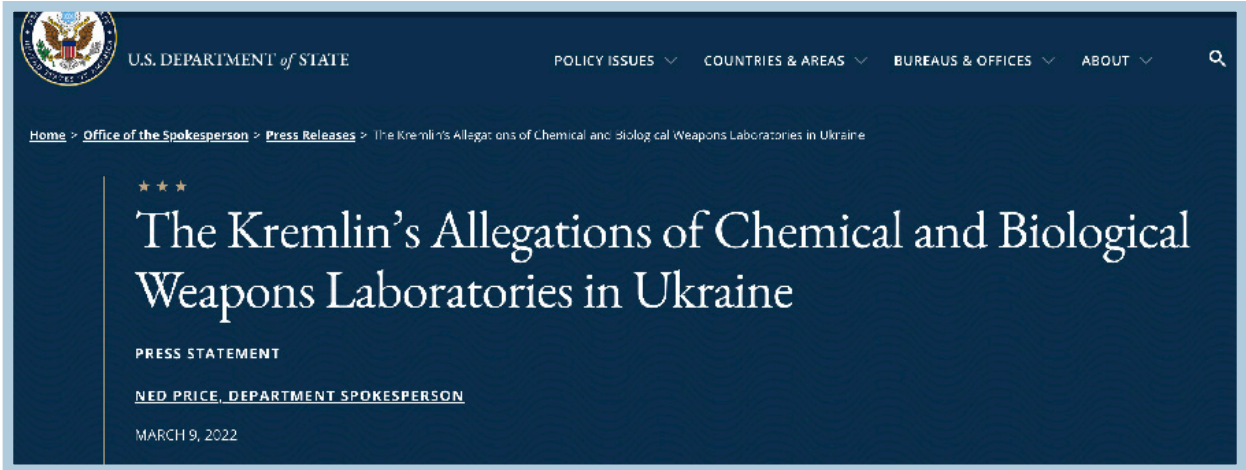 U.S. DEPARTMENT of STATE
POLICY ISSUES COUNTRIES & AREAS BUREAUS & OFFICES ABOUT
Home > Office of the Spokesperson > Press Releases > The Kremlin's Allegations of Chemical and Biological Weapons Laboratories in Ukraine
The Kremlin's Allegations of Chemical and Biological
Weapons Laboratories in Ukraine
PRESS STATEMENT
NED PRICE, DEPARTMENT SPOKESPERSON
MARCH 9, 2022